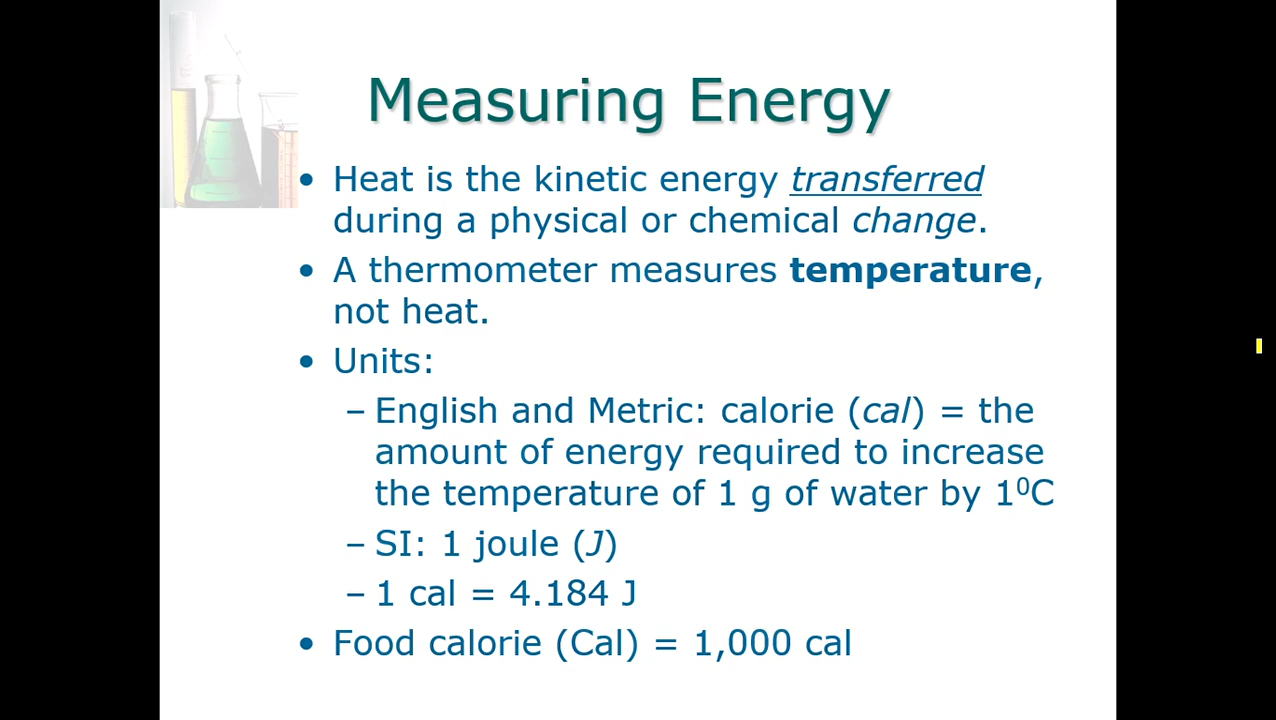 Measuring Energy
• Heat is the kinetic energy transferred
during a physical or chemical change.
• A thermometer measures temperature,
not heat.
• Units:
– English and Metric: calorie (cal) = the
amount of energy required to increase
the temperature of 1 g of water by 1⁰C
– SI: 1 joule (J)
– 1 cal = 4.184 J
• Food calorie (Cal) = 1,000 cal